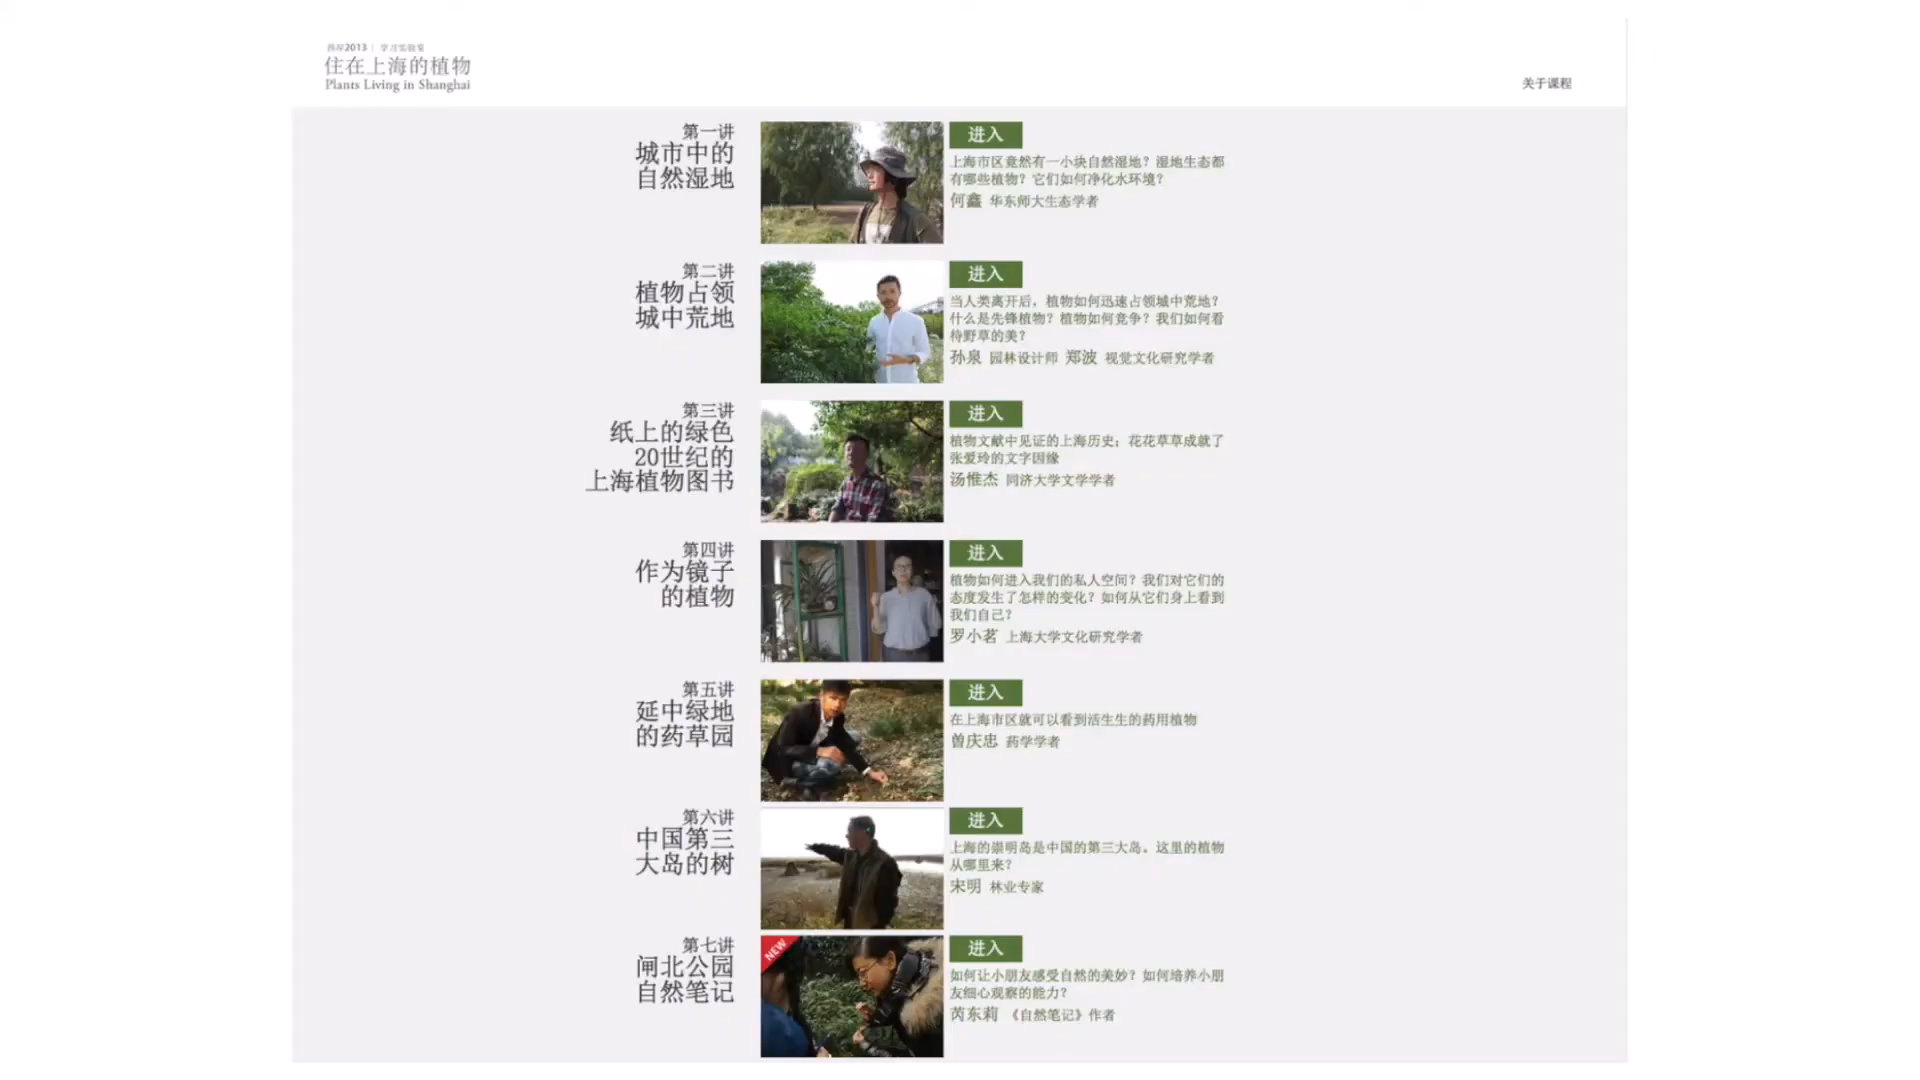 西岸2013 | 学习实验室
住在上海的植物
Plants Living in Shanghai
关于课程
第一讲
城市中的
自然湿地
进入
上海市区竟然有一小块自然湿地？湿地生态都
有哪些植物？它们如何净化水环境？
何鑫 华东师大生态学者
第二讲
植物占领
城中荒地
进入
当人类离开后，植物如何迅速占领城中荒地？
什么是先锋植物？植物如何竞争？我们如何看
待野草的美？
孙泉 园林设计师 郑波 视觉文化研究学者
第三讲
纸上的绿色
20世纪的
上海植物图书
进入
植物文献中见证的上海历史；花花草草成就了
张爱玲的文字因缘
汤惟杰 同济大学文学学者
第四讲
作为镜子
的植物
进入
植物如何进入我们的私人空间？我们对它们的
态度发生了怎样的变化？如何从它们身上看到
我们自己？
罗小茗 上海大学文化研究学者
第五讲
延中绿地
的药草园
进入
在上海市区就可以看到活生生的药用植物
曾庆忠 药学学者
第六讲
中国第三
大岛的树
进入
上海的崇明岛是中国的第三大岛。这里的植物
从哪里来？
宋明 林业专家
第七讲
闸北公园
自然笔记
NEW
进入
如何让小朋友感受自然的美妙？如何培养小朋
友细心观察的能力？
芮东莉 《自然笔记》作者